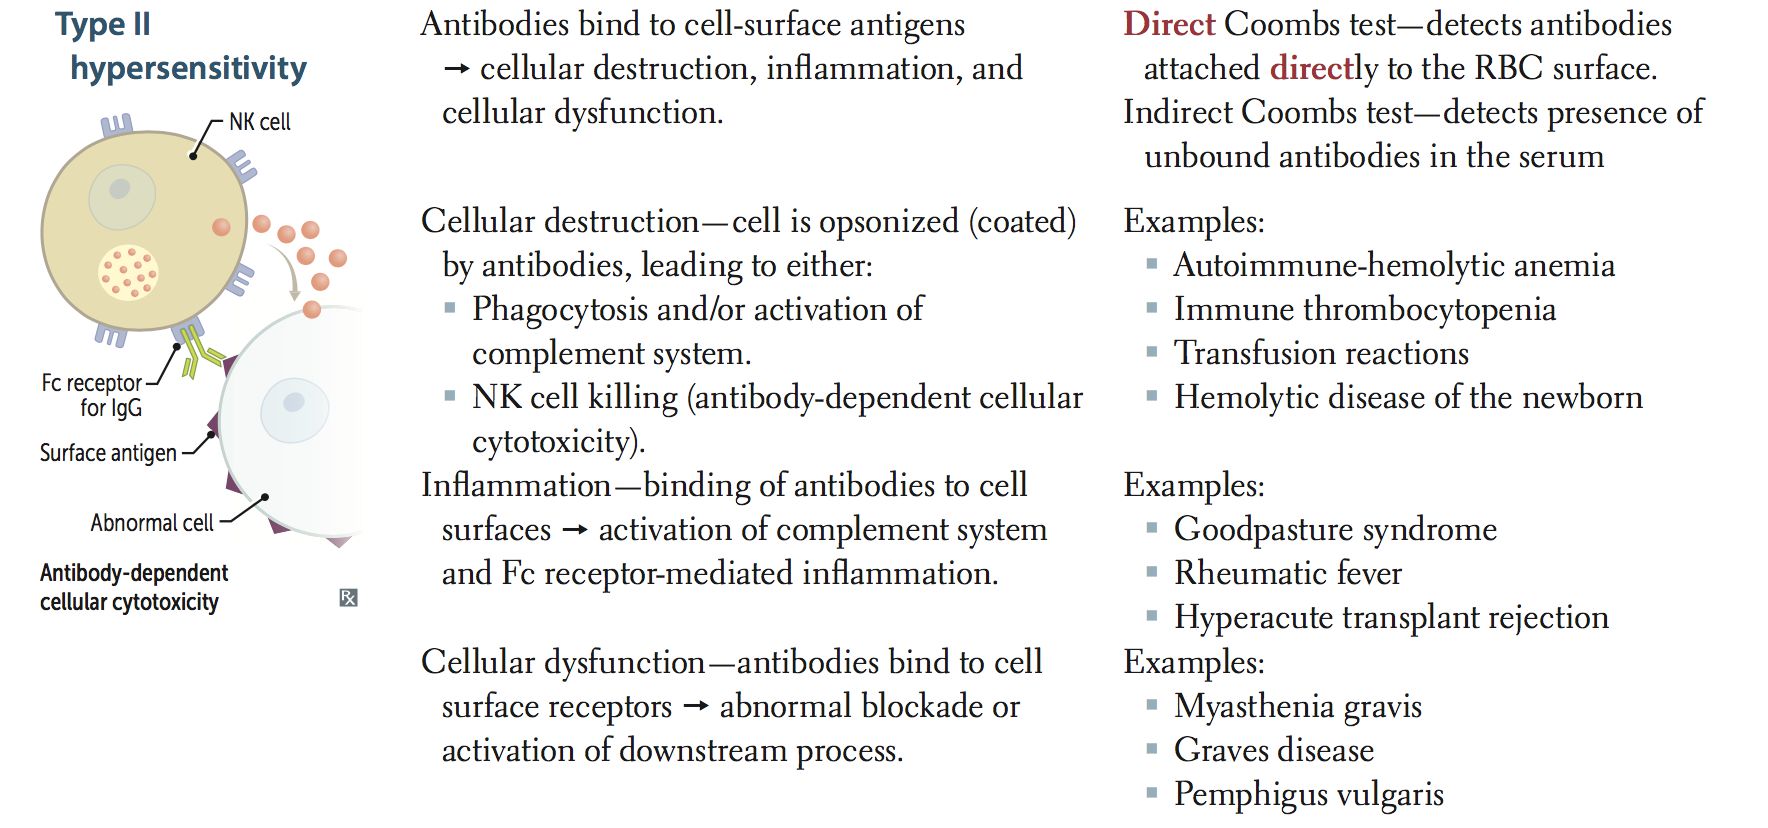 Type II
hypersensitivity
NK cell
Fc receptor
for IgG
Surface antigen
Abnormal cell
Antibody-dependent
cellular cytotoxicity
Rx
Antibodies bind to cell-surface antigens
→ cellular destruction, inflammation, and
cellular dysfunction.
Direct Coombs test—detects antibodies
attached directly to the RBC surface.
Indirect Coombs test—detects presence of
unbound antibodies in the serum
Cellular destruction—cell is opsonized (coated)
by antibodies, leading to either:
▪ Phagocytosis and/or activation of
complement system.
▪ NK cell killing (antibody-dependent cellular
cytotoxicity).
Examples:
▪ Autoimmune-hemolytic anemia
▪ Immune thrombocytopenia
▪ Transfusion reactions
▪ Hemolytic disease of the newborn
Inflammation—binding of antibodies to cell
surfaces → activation of complement system
and Fc receptor-mediated inflammation.
Examples:
▪ Goodpasture syndrome
▪ Rheumatic fever
▪ Hyperacute transplant rejection
Cellular dysfunction—antibodies bind to cell
surface receptors → abnormal blockade or
activation of downstream process.
Examples:
▪ Myasthenia gravis
▪ Graves disease
▪ Pemphigus vulgaris